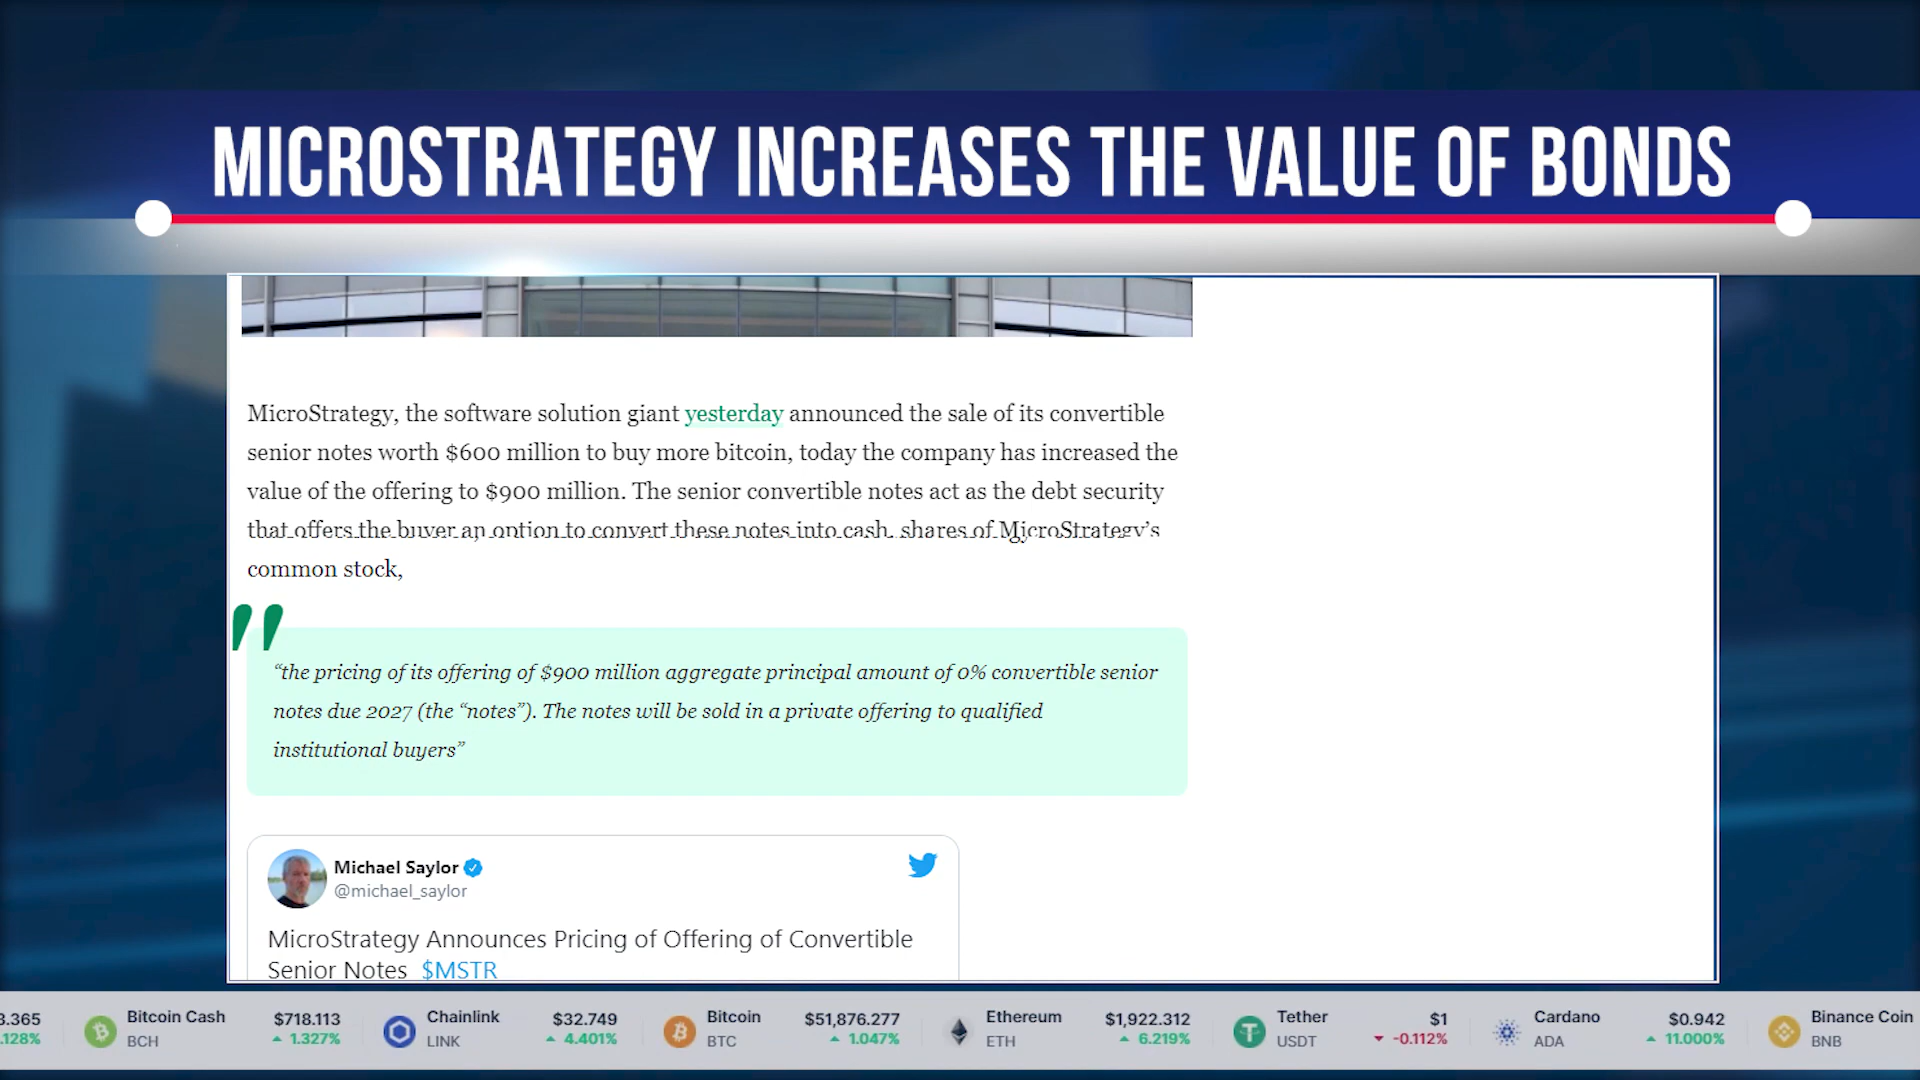 MICROSTRATEGY INCREASES THE VALUE OF BONDS
MicroStrategy, the software solution giant yesterday announced the sale of its convertible
senior notes worth $600 million to buy more bitcoin, today the company has increased the
value of the offering to $900 million. The senior convertible notes act as the debt security
that offers the buyer an option to convert these notes into cash, shares of MicroStrategy’s
common stock,
“the pricing of its offering of $900 million aggregate principal amount of 0% convertible senior
notes due 2027 (the “notes”). The notes will be sold in a private offering to qualified
institutional buyers”
Michael Saylor
@michael_saylor
MicroStrategy Announces Pricing of Offering of Convertible
Senior Notes $MSTR
3.365
.128%
Bitcoin Cash $718.113
BCH 1.327%
Chainlink $32.749
LINK 4.401%
Bitcoin $51,876.277
BTC 1.047%
Ethereum $1,922.312
ETH 6.219%
Tether $1
USDT -0.112%
Cardano $0.942
ADA 11.000%
Binance Coin
BNB